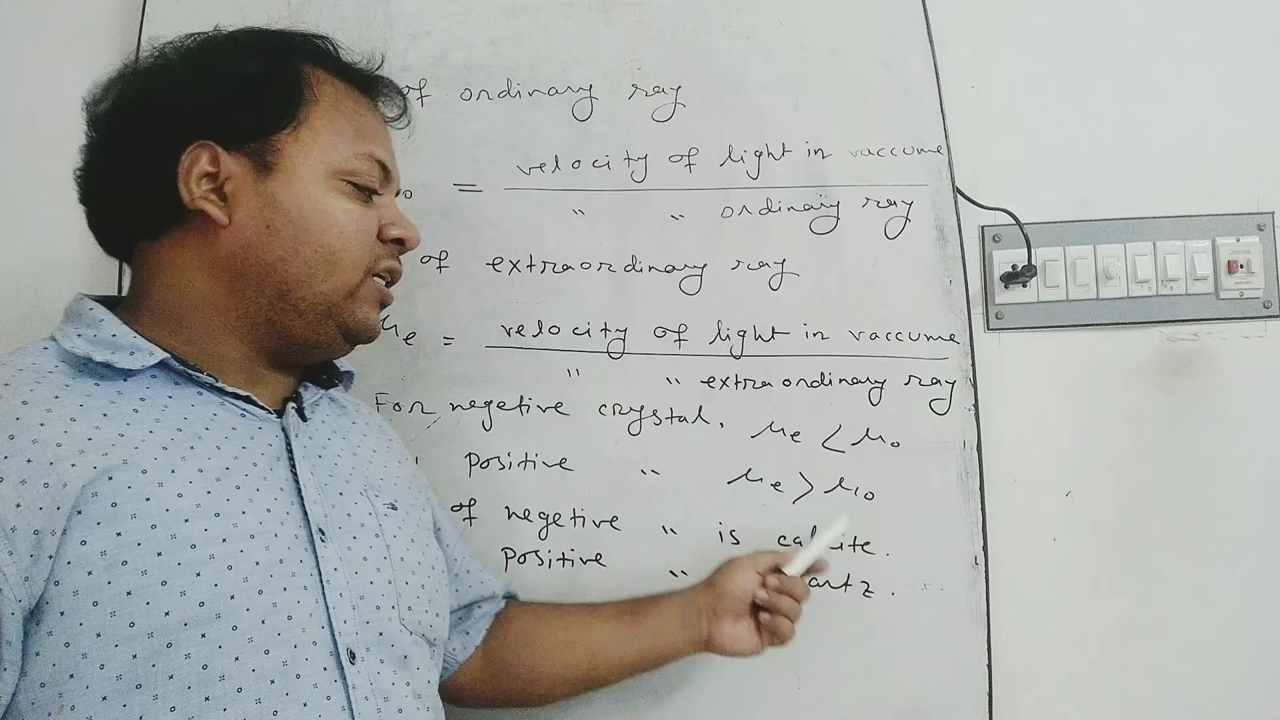 of ordinary ray
= velocity of light in vaccume
" " ordinary ray
of extraordinary ray
μe = velocity of light in vaccume
" " extraordinary ray
For negetive crystal, μe < μo
positive " μe > μo
of negetive " is calcite.
positive "